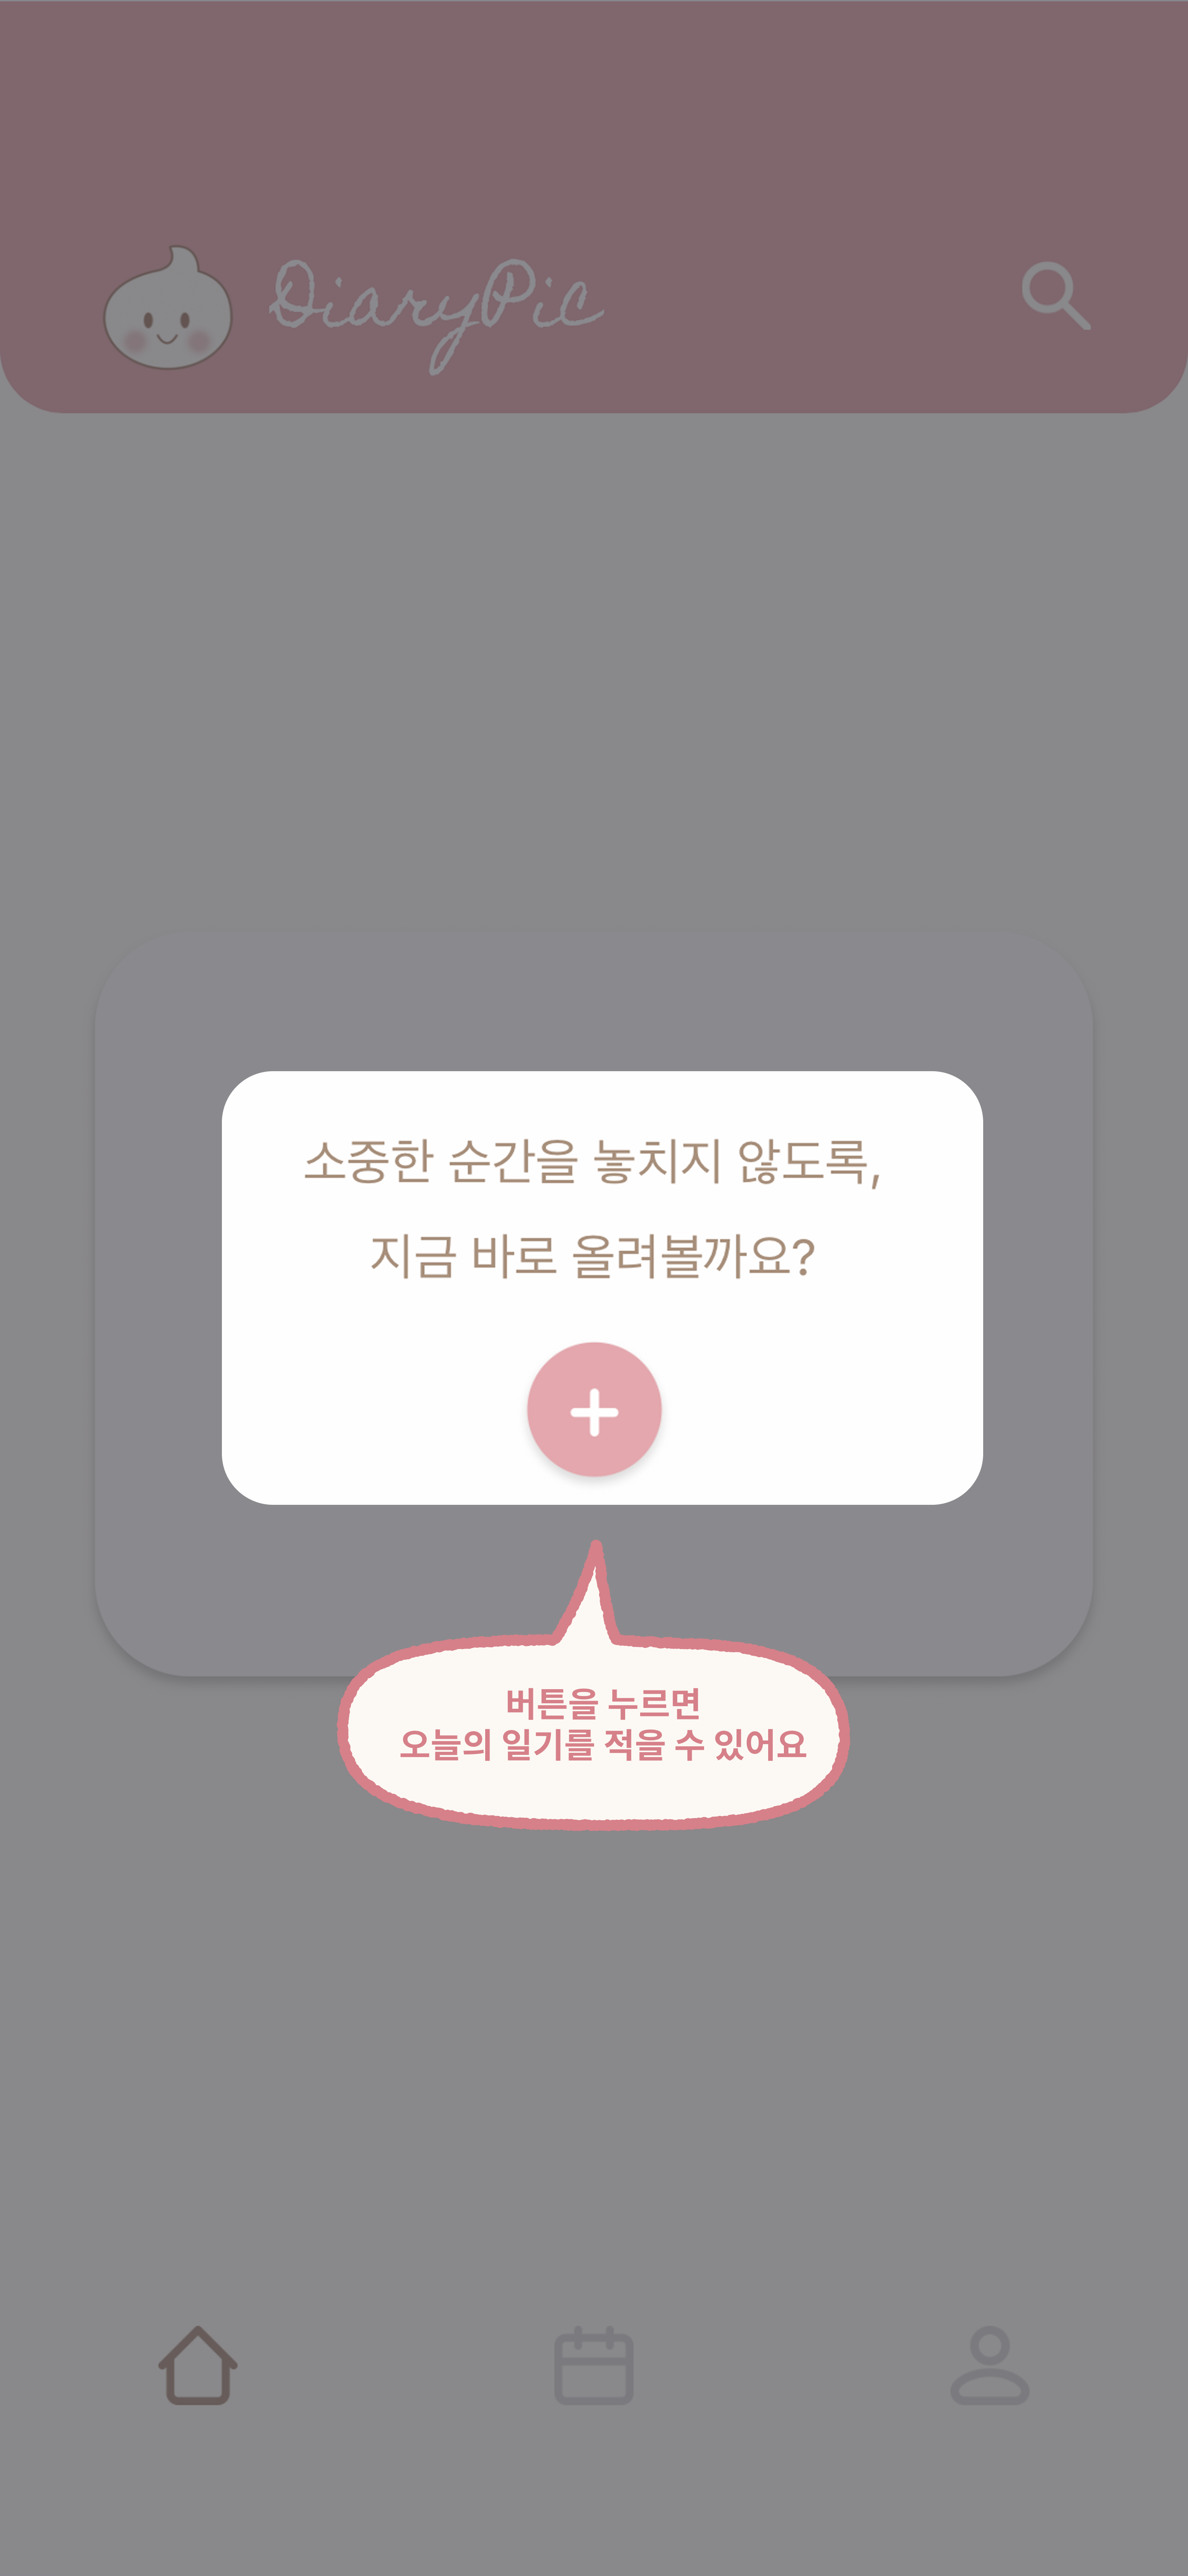 DiaryPic
소중한 순간을 놓치지 않도록,
지금 바로 올려볼까요?
버튼을 누르면
오늘의 일기를 적을 수 있어요